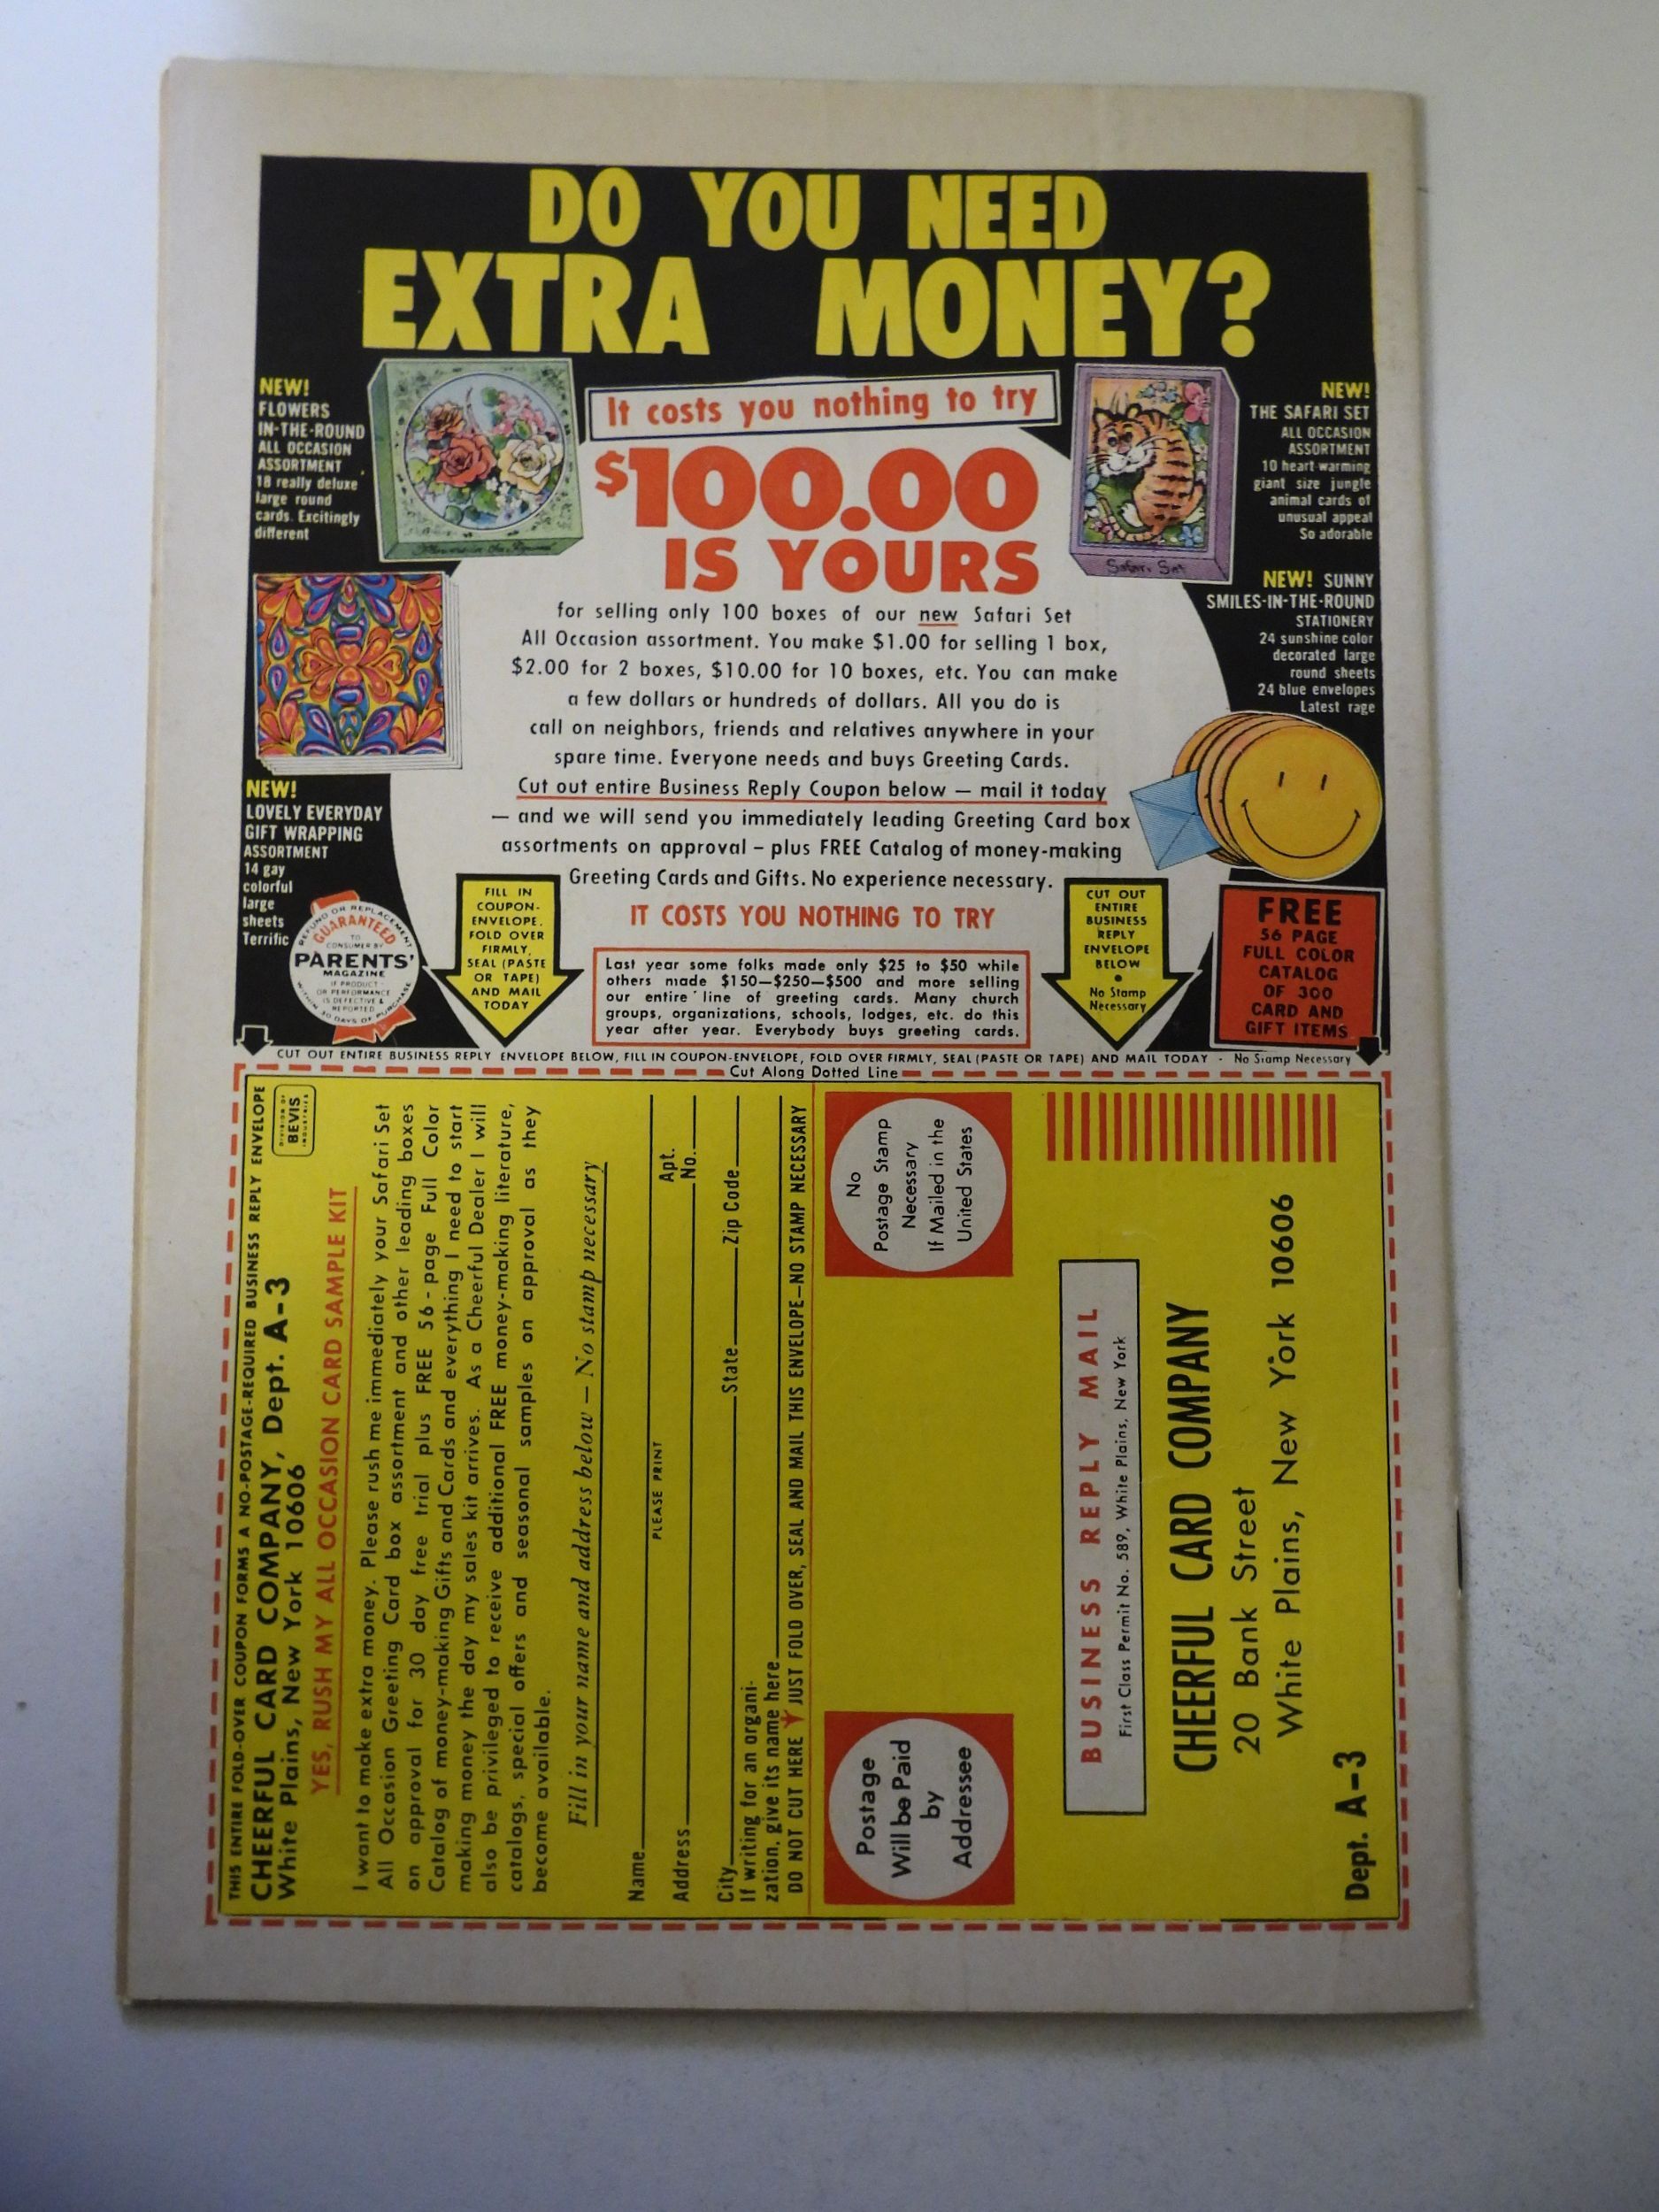 DO YOU NEED
EXTRA MONEY?
NEW!
FLOWERS
IN-THE-ROUND
ALL OCCASION
ASSORTMENT
18 really deluxe
large round
cards. Excitingly
different
It costs you nothing to try
$100.00
IS YOURS
Safari Set
NEW!
THE SAFARI SET
ALL OCCASION
ASSORTMENT
10 heart-warming
giant size jungle
animal cards of
unusual appeal
So adorable
NEW! SUNNY
SMILES-IN-THE-ROUND
STATIONERY
24 sunshine color
decorated large
round sheets
24 blue envelopes
Latest rage
for selling only 100 boxes of our new Safari Set
All Occasion assortment. You make $1.00 for selling 1 box,
$2.00 for 2 boxes, $10.00 for 10 boxes, etc. You can make
a few dollars or hundreds of dollars. All you do is
call on neighbors, friends and relatives anywhere in your
spare time. Everyone needs and buys Greeting Cards.
Cut out entire Business Reply Coupon below — mail it today
— and we will send you immediately leading Greeting Card box
assortments on approval – plus FREE Catalog of money-making
Greeting Cards and Gifts. No experience necessary.
IT COSTS YOU NOTHING TO TRY
NEW!
LOVELY EVERYDAY
GIFT WRAPPING
ASSORTMENT
14 gay
colorful
large
sheets
Terrific
REFUND OR REPLACEMENT
GUARANTEED
TO
CONSUMER BY
PARENTS'
MAGAZINE
IF PRODUCT
OR PERFORMANCE
IS DEFECTIVE &
REPORTED
WITHIN 30 DAYS OF PURCHASE
FILL IN
COUPON-
ENVELOPE.
FOLD OVER
FIRMLY,
SEAL (PASTE
OR TAPE)
AND MAIL
TODAY
Last year some folks made only $25 to $50 while
others made $150—$250—$500 and more selling
our entire line of greeting cards. Many church
groups, organizations, schools, lodges, etc. do this
year after year. Everybody buys greeting cards.
CUT OUT
ENTIRE
BUSINESS
REPLY
ENVELOPE
BELOW
•
No Stamp
Necessary
FREE
56 PAGE
FULL COLOR
CATALOG
OF 300
CARD AND
GIFT ITEMS
CUT OUT ENTIRE BUSINESS REPLY ENVELOPE BELOW, FILL IN COUPON-ENVELOPE, FOLD OVER FIRMLY, SEAL (PASTE OR TAPE) AND MAIL TODAY - No Stamp Necessary
Cut Along Dotted Line
THIS ENTIRE FOLD-OVER COUPON FORMS A NO-POSTAGE-REQUIRED BUSINESS REPLY ENVELOPE
CHEERFUL CARD COMPANY, Dept. A-3
White Plains, New York 10606
DIVISION OF
BEVIS
INDUSTRIES
YES, RUSH MY ALL OCCASION CARD SAMPLE KIT
I want to make extra money. Please rush me immediately your Safari Set
All Occasion Greeting Card box assortment and other leading boxes
on approval for 30 day free trial plus FREE 56-page Full Color
Catalog of money-making Gifts and Cards and everything I need to start
making money the day my sales kit arrives. As a Cheerful Dealer I will
also be privileged to receive additional FREE money-making literature,
catalogs, special offers and seasonal samples on approval as they
become available.
Fill in your name and address below — No stamp necessary
Name
PLEASE PRINT
Apt.
Address No.
City State Zip Code
If writing for an organi-
zation, give its name here
DO NOT CUT HERE JUST FOLD OVER, SEAL AND MAIL THIS ENVELOPE—NO STAMP NECESSARY
Postage
Will be Paid
by
Addressee
No
Postage Stamp
Necessary
If Mailed in the
United States
BUSINESS REPLY MAIL
First Class Permit No. 589, White Plains, New York
CHEERFUL CARD COMPANY
20 Bank Street
White Plains, New York 10606
Dept. A-3